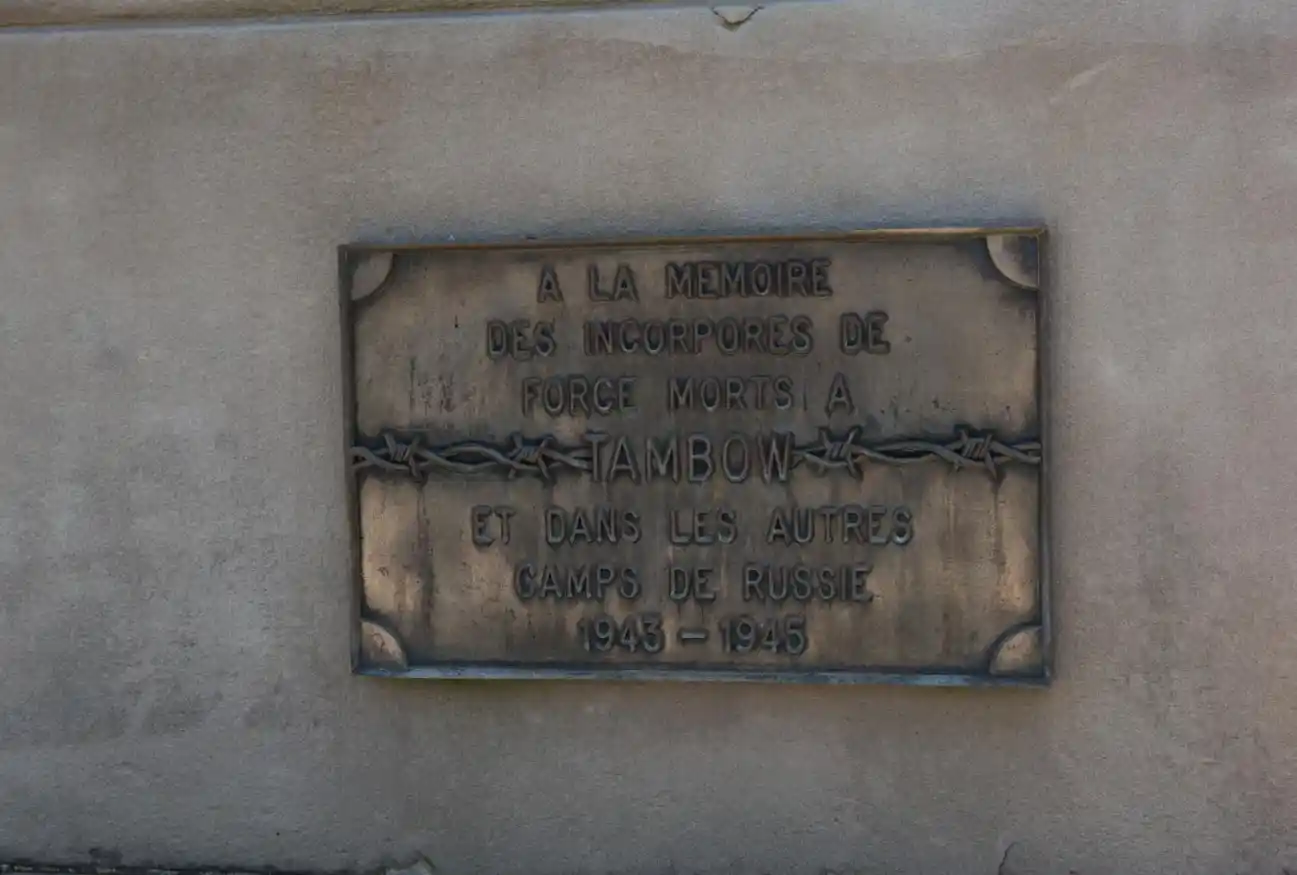 A LA MEMOIRE
DES INCORPORES DE
FORCE MORTS A
TAMBOW
ET DANS LES AUTRES
CAMPS DE RUSSIE
1943 – 1945